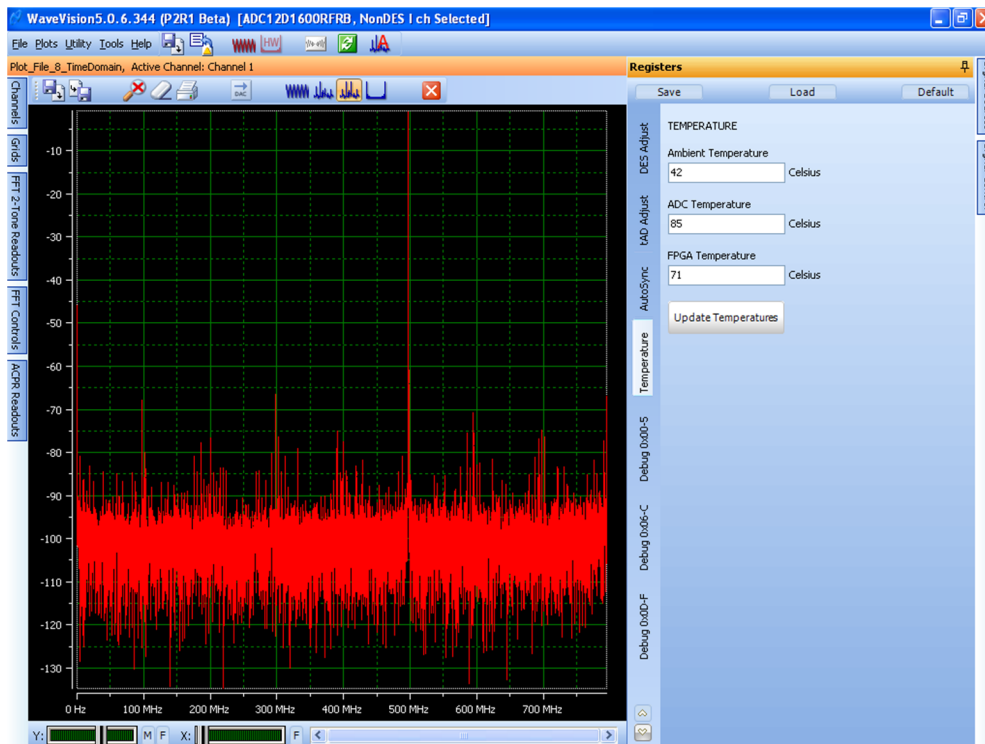 WaveVision5.0.6.344 (P2R1 Beta) [ADC12D1600RFRB, NonDES I ch Selected]
File Plots Utility Tools Help
HW
Plot_File_8_TimeDomain, Active Channel: Channel 1
DAC
Channels
Grids
FFT 2-Tone Readouts
FFT Controls
ACPR Readouts
-10
-20
-30
-40
-50
-60
-70
-80
-90
-100
-110
-120
-130
0 Hz 100 MHz 200 MHz 300 MHz 400 MHz 500 MHz 600 MHz 700 MHz
Y: M F X: F
Registers
Save Load Default
DES Adjust
tAD Adjust
AutoSync
Temperature
Debug 0x00-5
Debug 0x06-C
Debug 0x0D-F
TEMPERATURE
Ambient Temperature
42 Celsius
ADC Temperature
85 Celsius
FPGA Temperature
71 Celsius
Update Temperatures